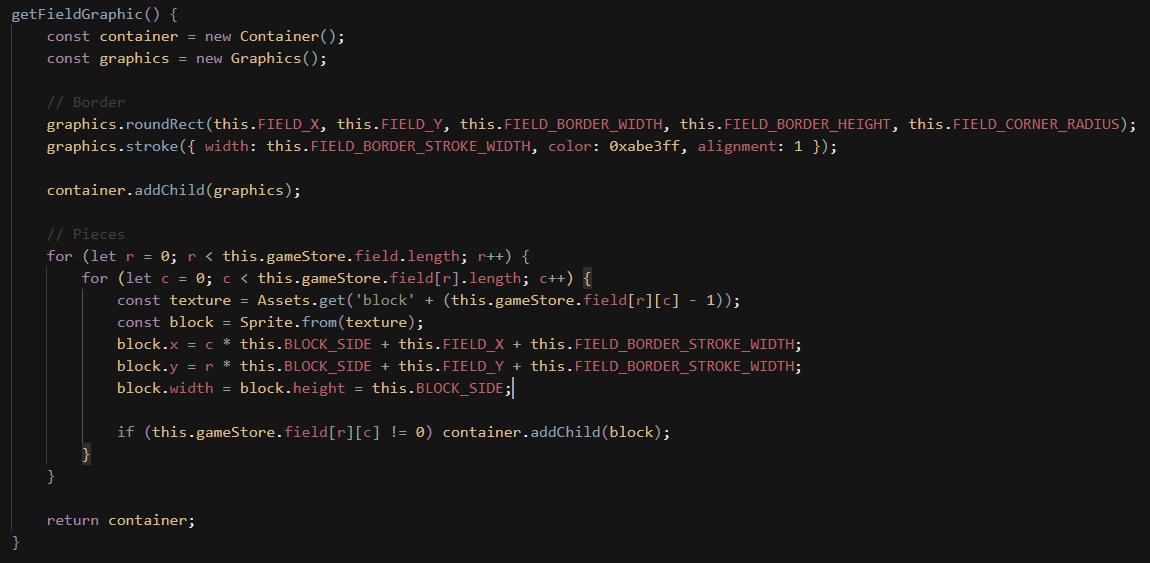 getFieldGraphic() {
    const container = new Container();
    const graphics = new Graphics();

    // Border
    graphics.roundRect(this.FIELD_X, this.FIELD_Y, this.FIELD_BORDER_WIDTH, this.FIELD_BORDER_HEIGHT, this.FIELD_CORNER_RADIUS);
    graphics.stroke({ width: this.FIELD_BORDER_STROKE_WIDTH, color: 0xabe3ff, alignment: 1 });

    container.addChild(graphics);

    // Pieces
    for (let r = 0; r < this.gameStore.field.length; r++) {
        for (let c = 0; c < this.gameStore.field[r].length; c++) {
            const texture = Assets.get('block' + (this.gameStore.field[r][c] - 1));
            const block = Sprite.from(texture);
            block.x = c * this.BLOCK_SIDE + this.FIELD_X + this.FIELD_BORDER_STROKE_WIDTH;
            block.y = r * this.BLOCK_SIDE + this.FIELD_Y + this.FIELD_BORDER_STROKE_WIDTH;
            block.width = block.height = this.BLOCK_SIDE;

            if (this.gameStore.field[r][c] != 0) container.addChild(block);
        }
    }

    return container;
}